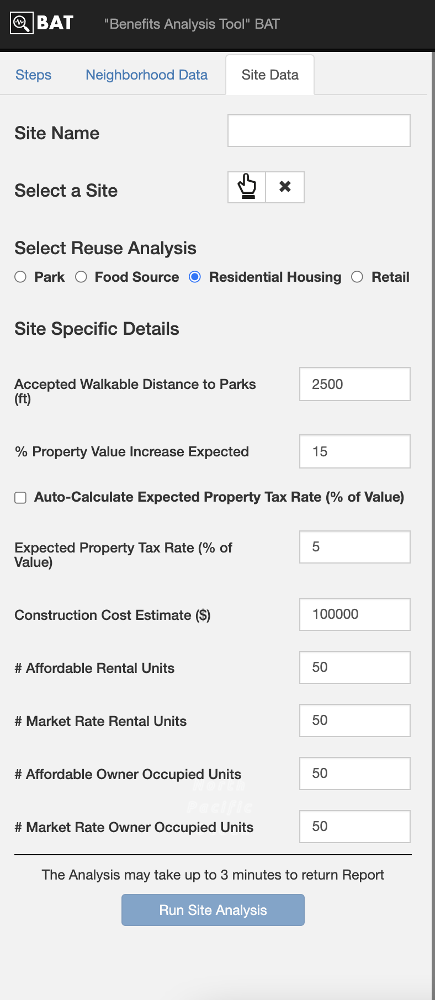 BAT "Benefits Analysis Tool" BAT
Steps Neighborhood Data Site Data
Site Name
Select a Site
Select Reuse Analysis
Park Food Source Residential Housing Retail
Site Specific Details
Accepted Walkable Distance to Parks (ft) 2500
% Property Value Increase Expected 15
Auto-Calculate Expected Property Tax Rate (% of Value)
Expected Property Tax Rate (% of Value) 5
Construction Cost Estimate ($) 100000
# Affordable Rental Units 50
# Market Rate Rental Units 50
# Affordable Owner Occupied Units 50
North
Pacific
# Market Rate Owner Occupied Units 50
The Analysis may take up to 3 minutes to return Report
Run Site Analysis